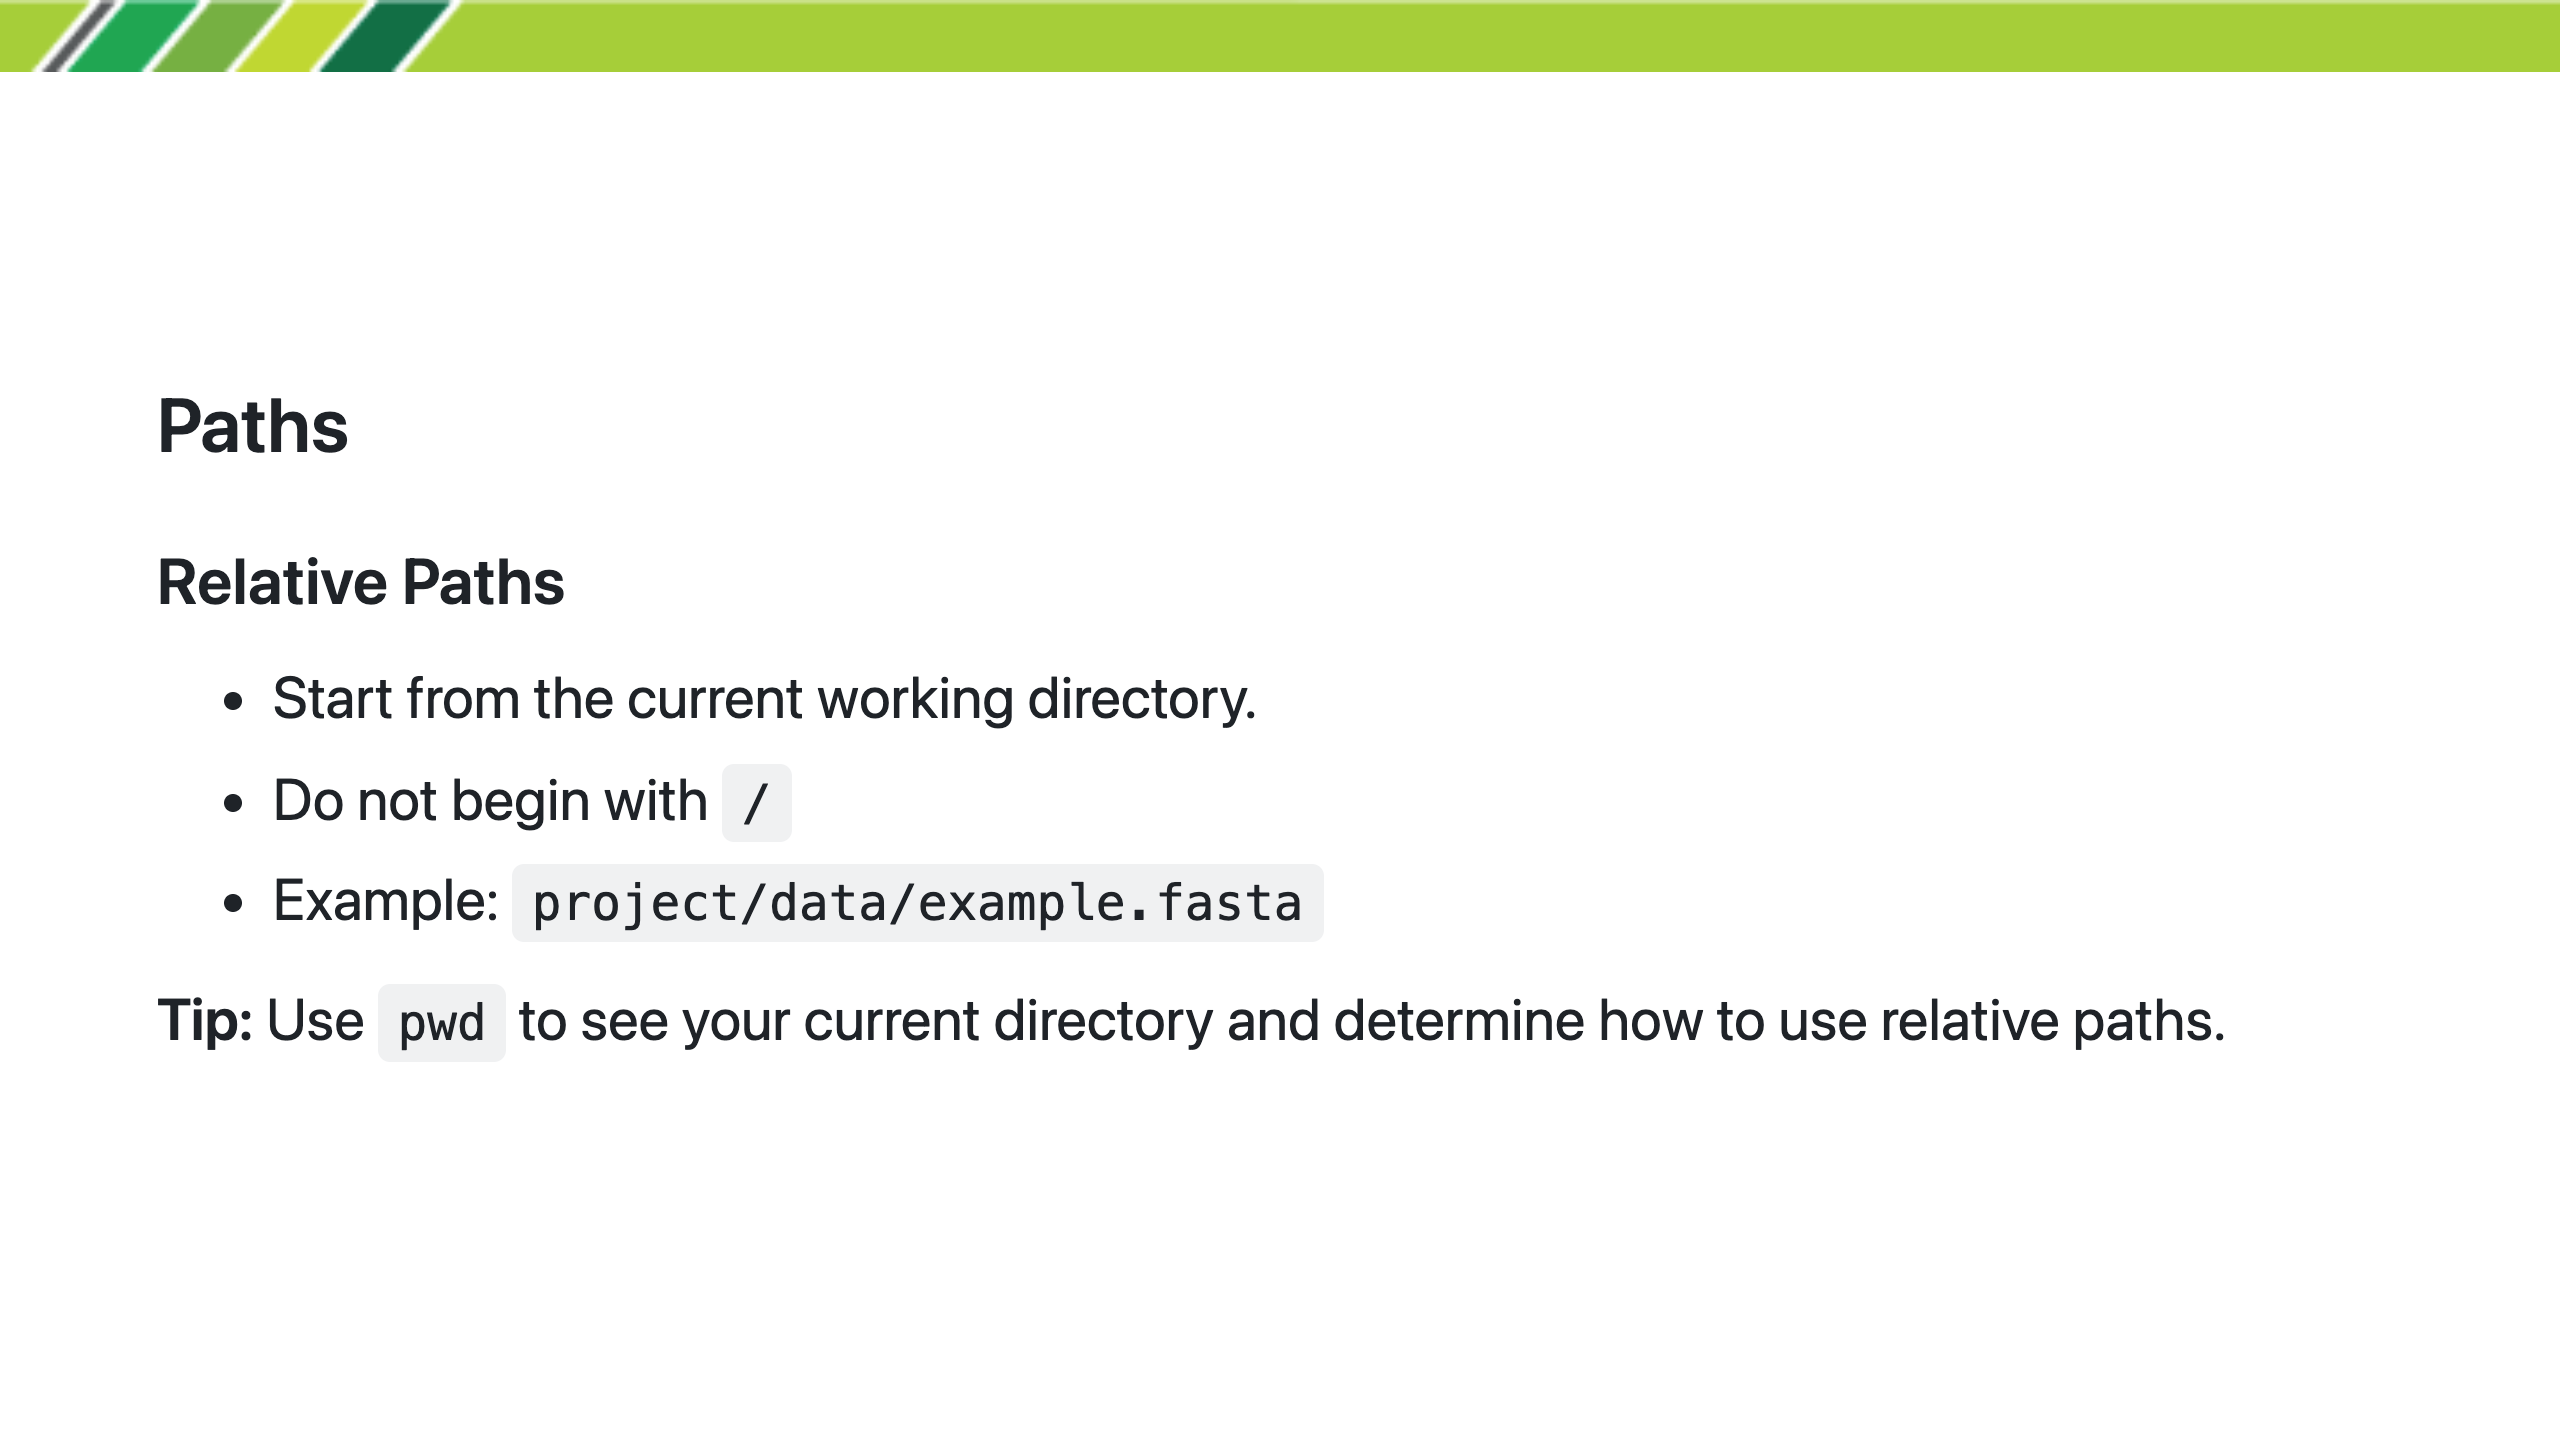 Paths
Relative Paths
• Start from the current working directory.
• Do not begin with /
• Example: project/data/example.fasta
Tip: Use pwd to see your current directory and determine how to use relative paths.